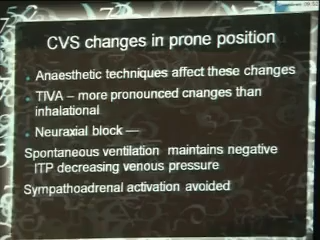 CVS changes in prone position
Anaesthetic techniques affect these changes
TIVA – more pronounced cnanges than
inhalational
Neuraxial block —
Spontaneous ventilation maintains negative
ITP decreasing venous pressure
Sympathoadrenal activation avoided